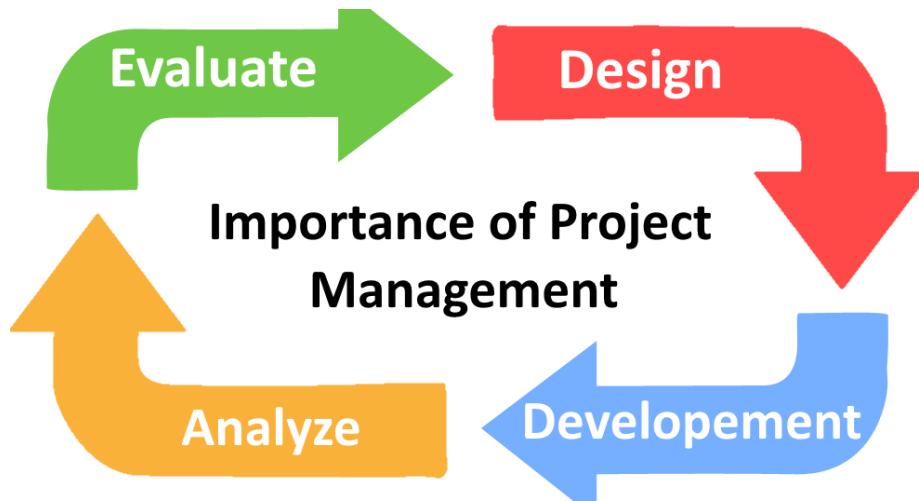 Evaluate
Design
Importance of Project
Management
Analyze
Developement